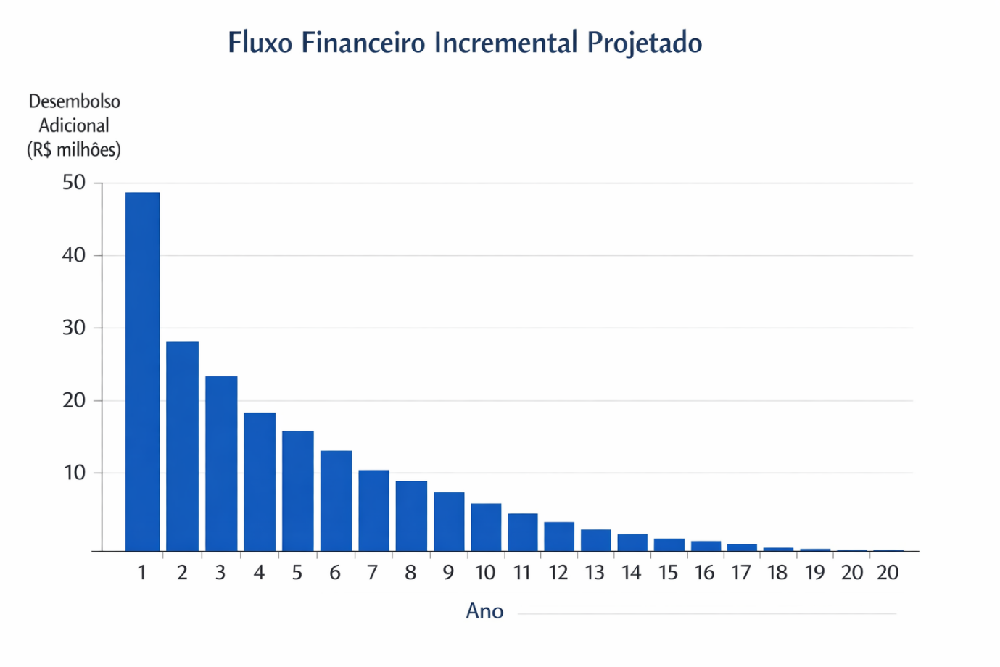 Fluxo Financeiro Incremental Projetado
Desembolso
Adicional
(R$ milhôes)
50
40
30
20
10
1 2 3 4 5 6 7 8 9 10 11 12 13 14 15 16 17 18 19 20 20
Ano